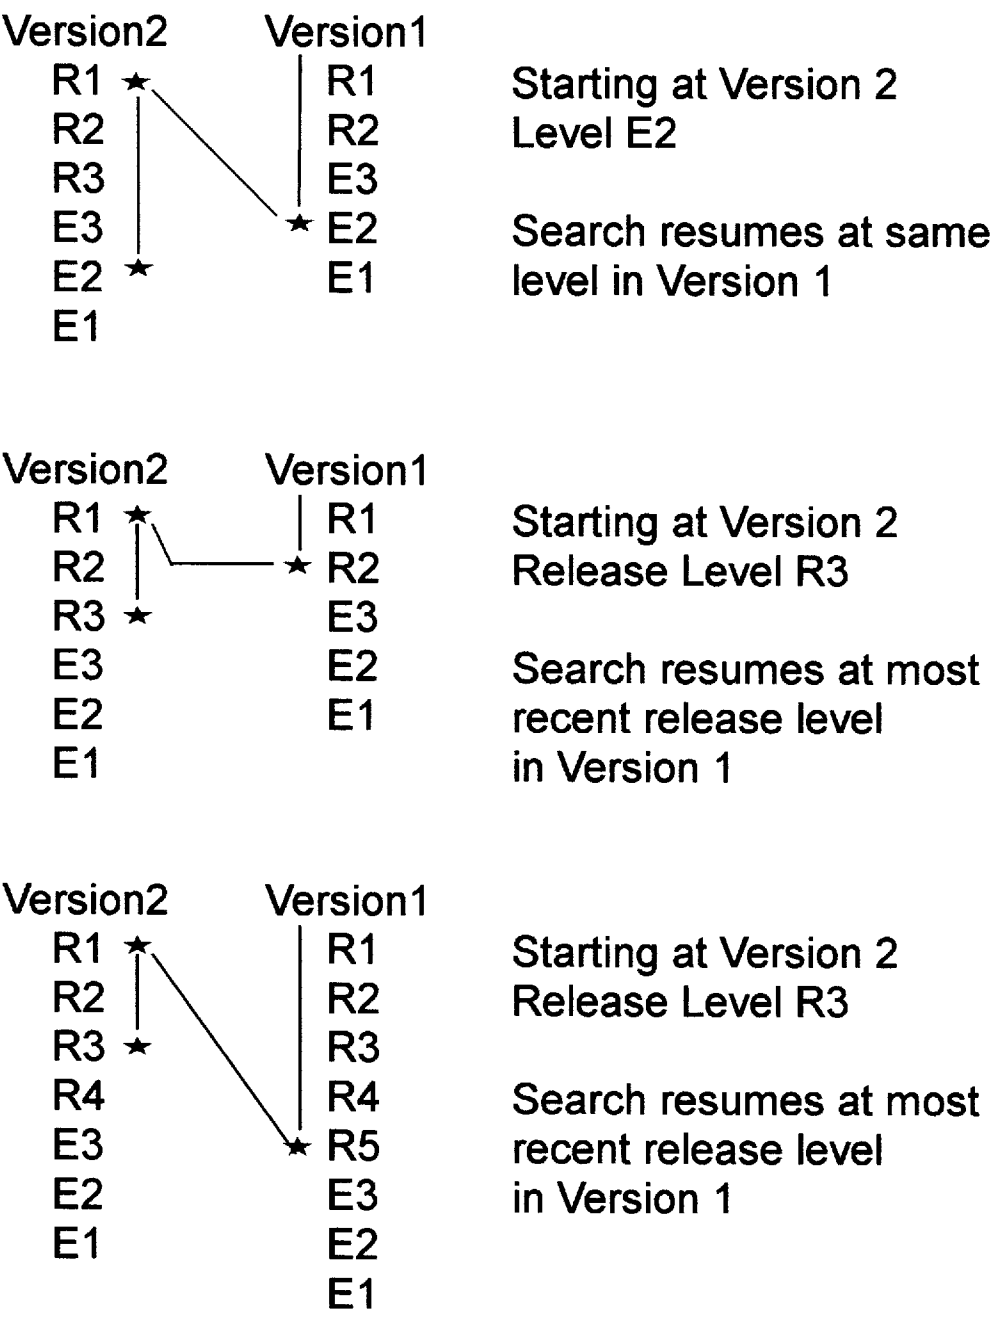 Version2 Version1
R1 R1 Starting at Version 2
R2 R2 Level E2
R3 E3
E3 E2 Search resumes at same
E2 E1 level in Version 1
E1
Version2 Version1
R1 R1 Starting at Version 2
R2 R2 Release Level R3
R3 E3
E3 E2 Search resumes at most
E2 E1 recent release level
E1 in Version 1
Version2 Version1
R1 R1 Starting at Version 2
R2 R2 Release Level R3
R3 R3
R4 R4 Search resumes at most
E3 R5 recent release level
E2 E3 in Version 1
E1 E2
E1